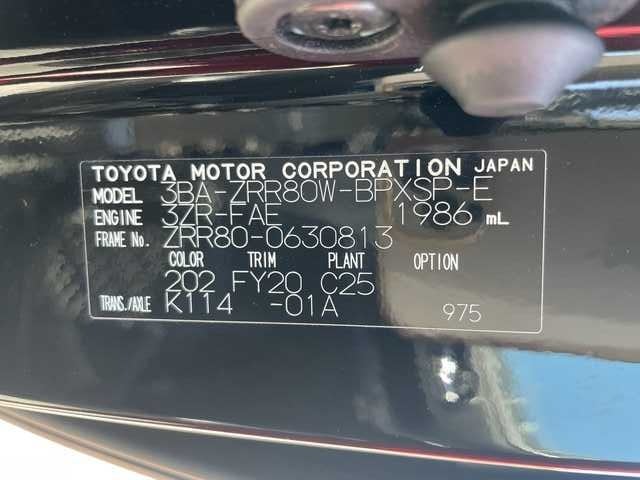 TOYOTA MOTOR CORPORATION JAPAN
MODEL 3BA-ZRR80W-BPXSP-E
ENGINE 3ZR-FAE 1986 mL
FRAME No. ZRR80-0630813
COLOR TRIM PLANT OPTION
202 FY20 C25
TRANS./AXLE K114 -01A 975